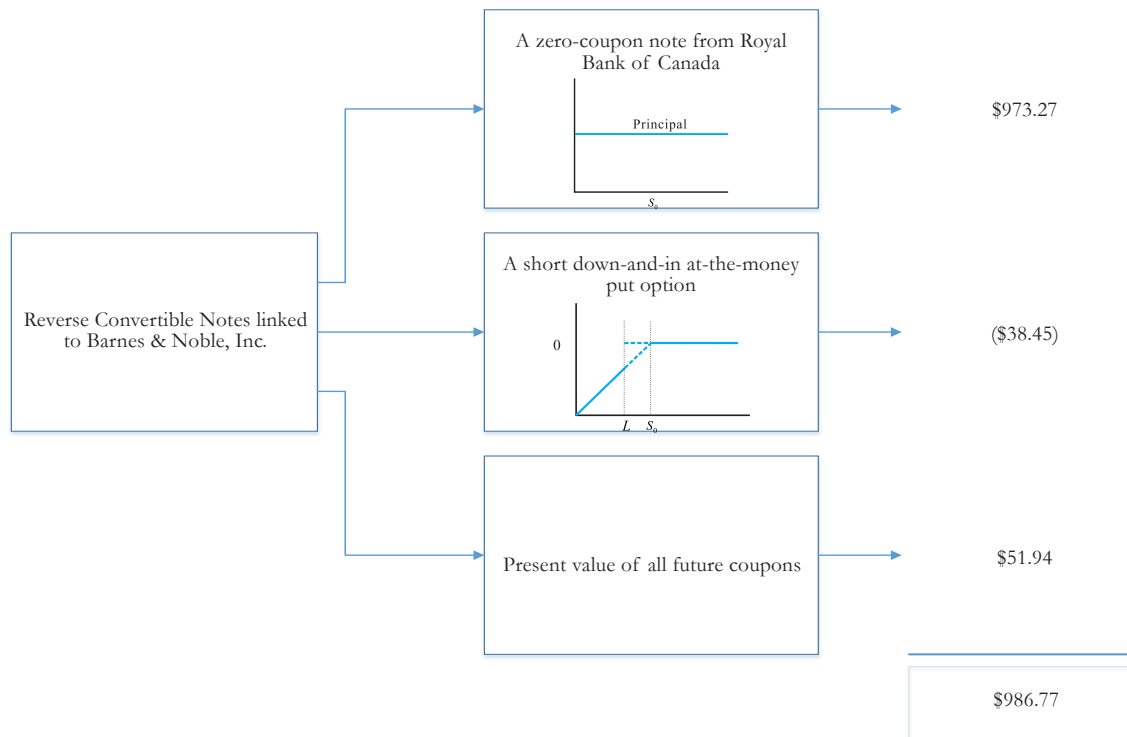 A zero-coupon note from Royal
Bank of Canada
Principal
S₀
$973.27
Reverse Convertible Notes linked
to Barnes & Noble, Inc.
A short down-and-in at-the-money
put option
0
L S₀
($38.45)
Present value of all future coupons
$51.94
$986.77